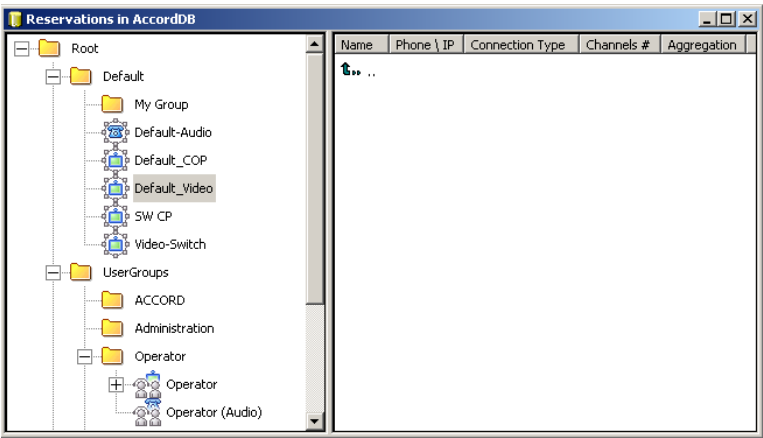 Reservations in AccordDB
Root
Default
My Group
Default-Audio
Default_COP
Default_Video
SW CP
Video-Switch
UserGroups
ACCORD
Administration
Operator
Operator
Operator (Audio)
Name Phone \ IP Connection Type Channels # Aggregation
..